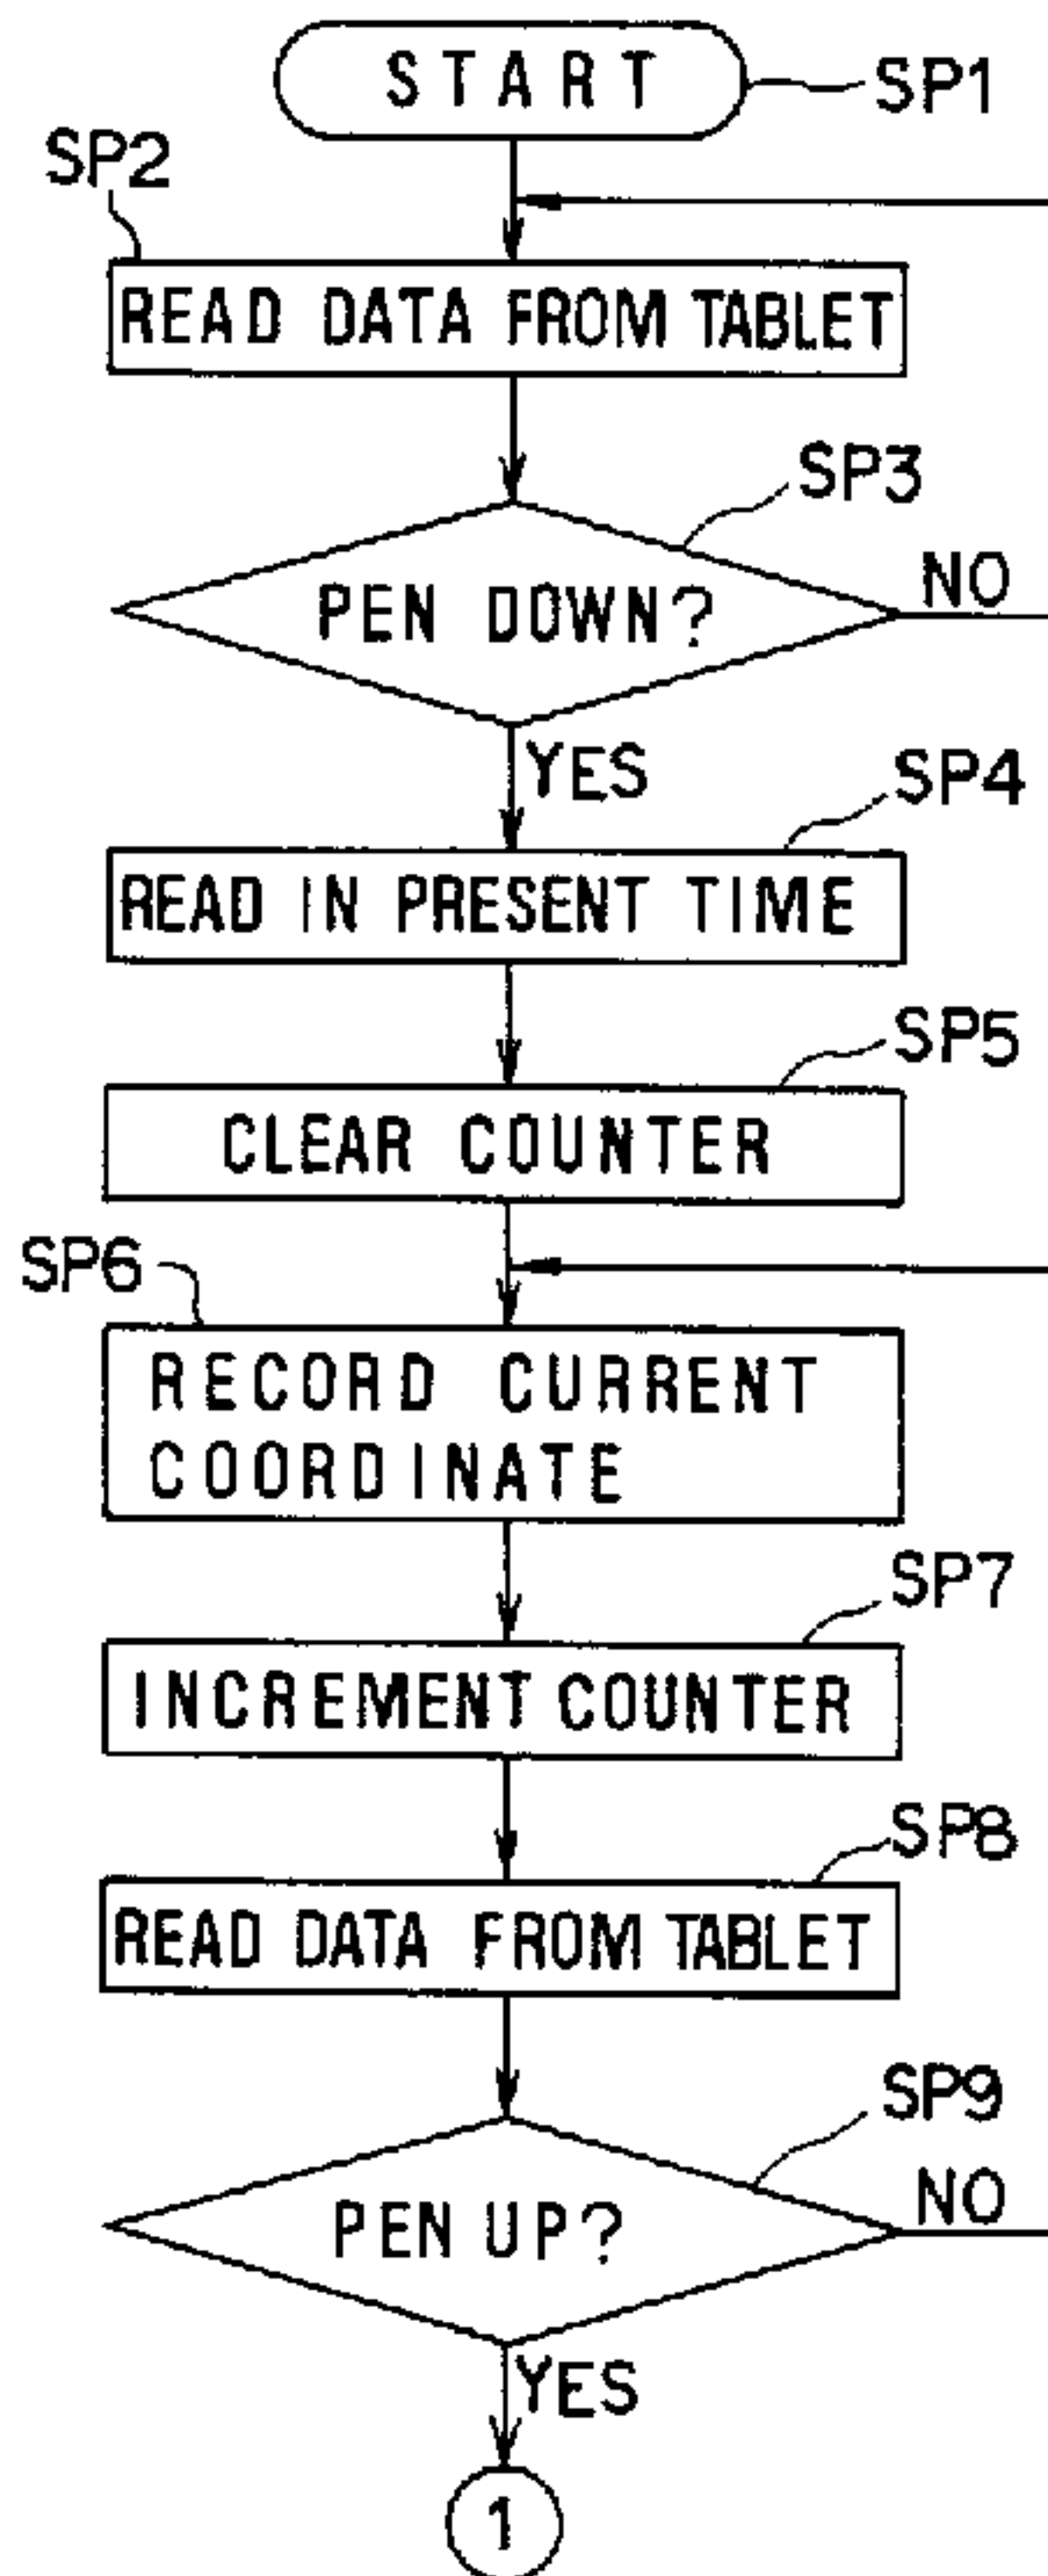 START
SP1
SP2
READ DATA FROM TABLET
SP3
PEN DOWN?
NO
YES
SP4
READ IN PRESENT TIME
SP5
CLEAR COUNTER
SP6
RECORD CURRENT
COORDINATE
SP7
INCREMENT COUNTER
SP8
READ DATA FROM TABLET
SP9
PEN UP?
NO
YES
1